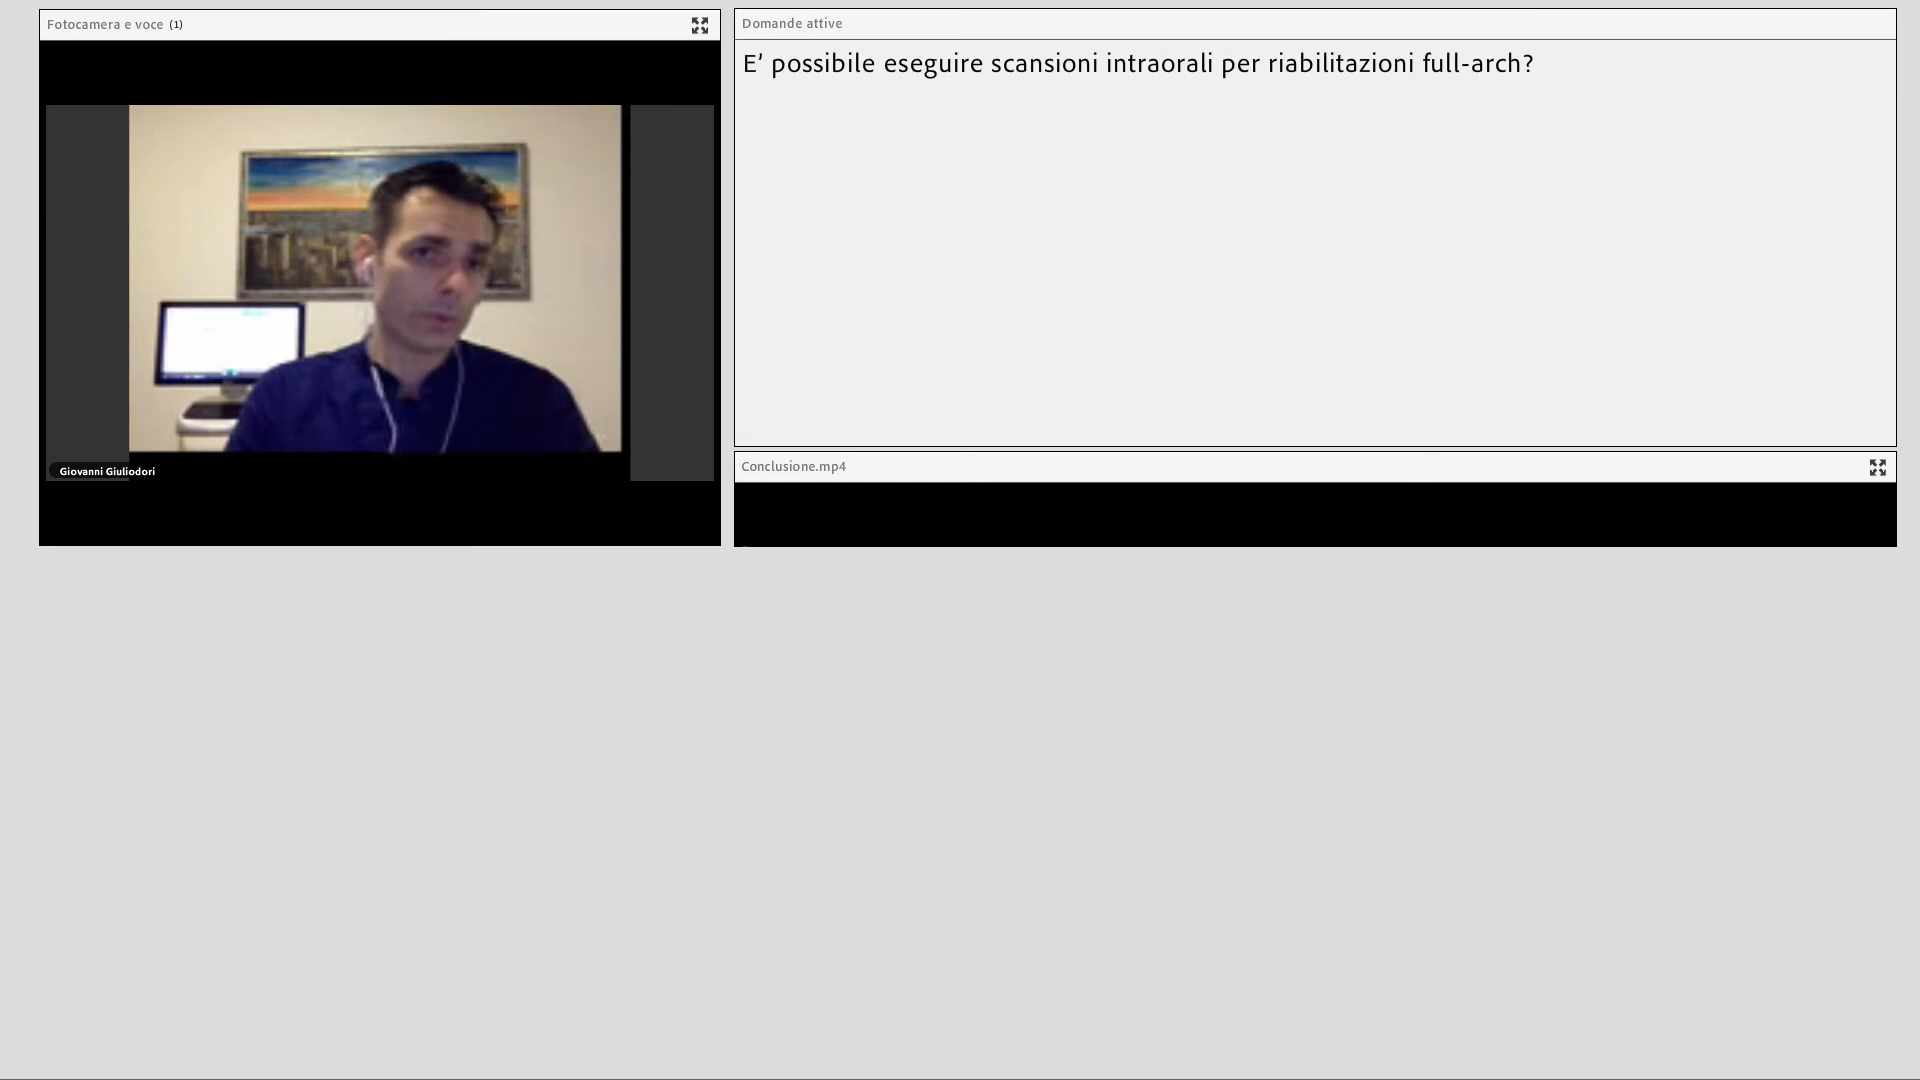 Fotocamera e voce (1)
Giovanni Giuliodori
Domande attive
E’ possibile eseguire scansioni intraorali per riabilitazioni full-arch?
Conclusione.mp4